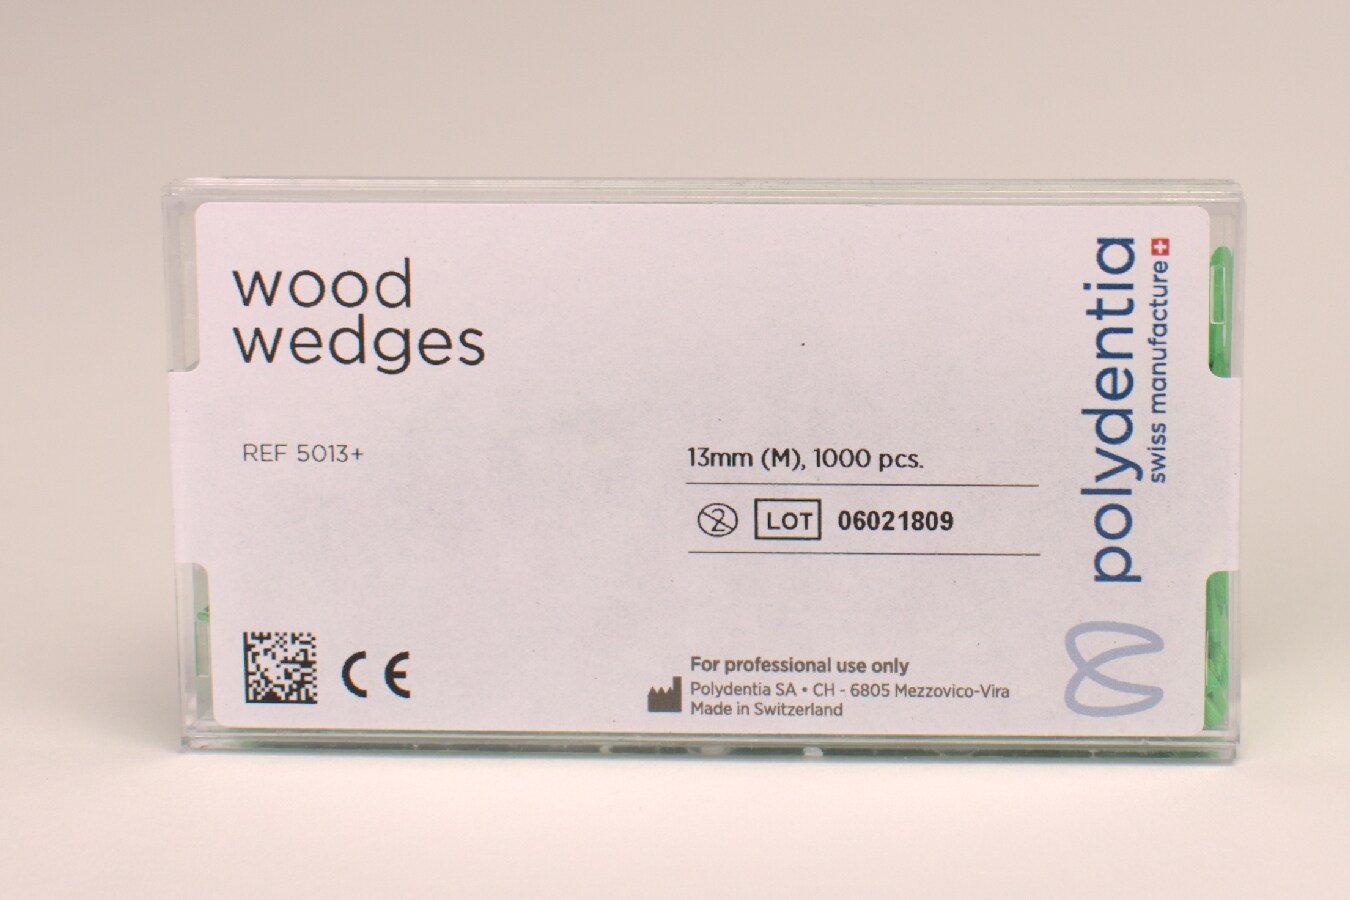 wood
wedges
REF 5013+
13mm (M), 1000 pcs.
2 LOT 06021809
CE
For professional use only
Polydentia SA • CH - 6805 Mezzovico-Vira
Made in Switzerland
polydentia
swiss manufacture